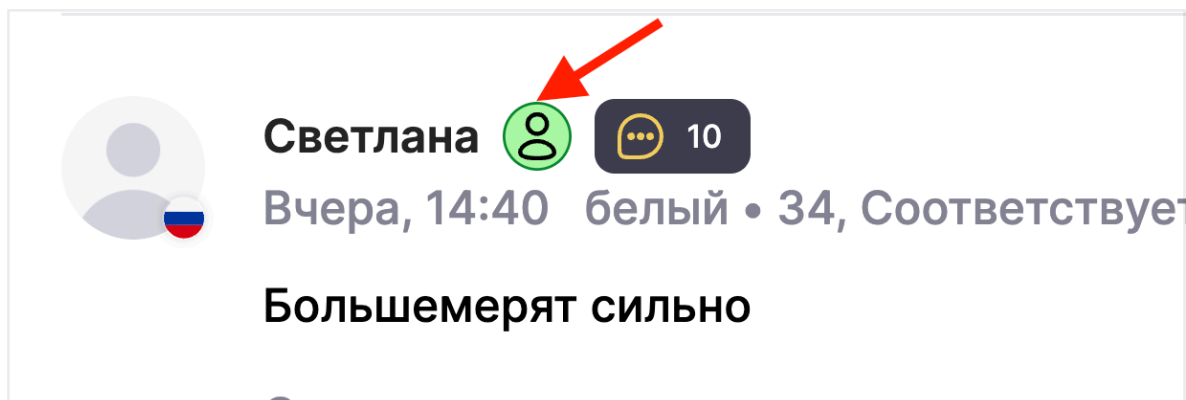 Светлана 10
Вчера, 14:40 белый • 34, Соответствует
Большемерят сильно